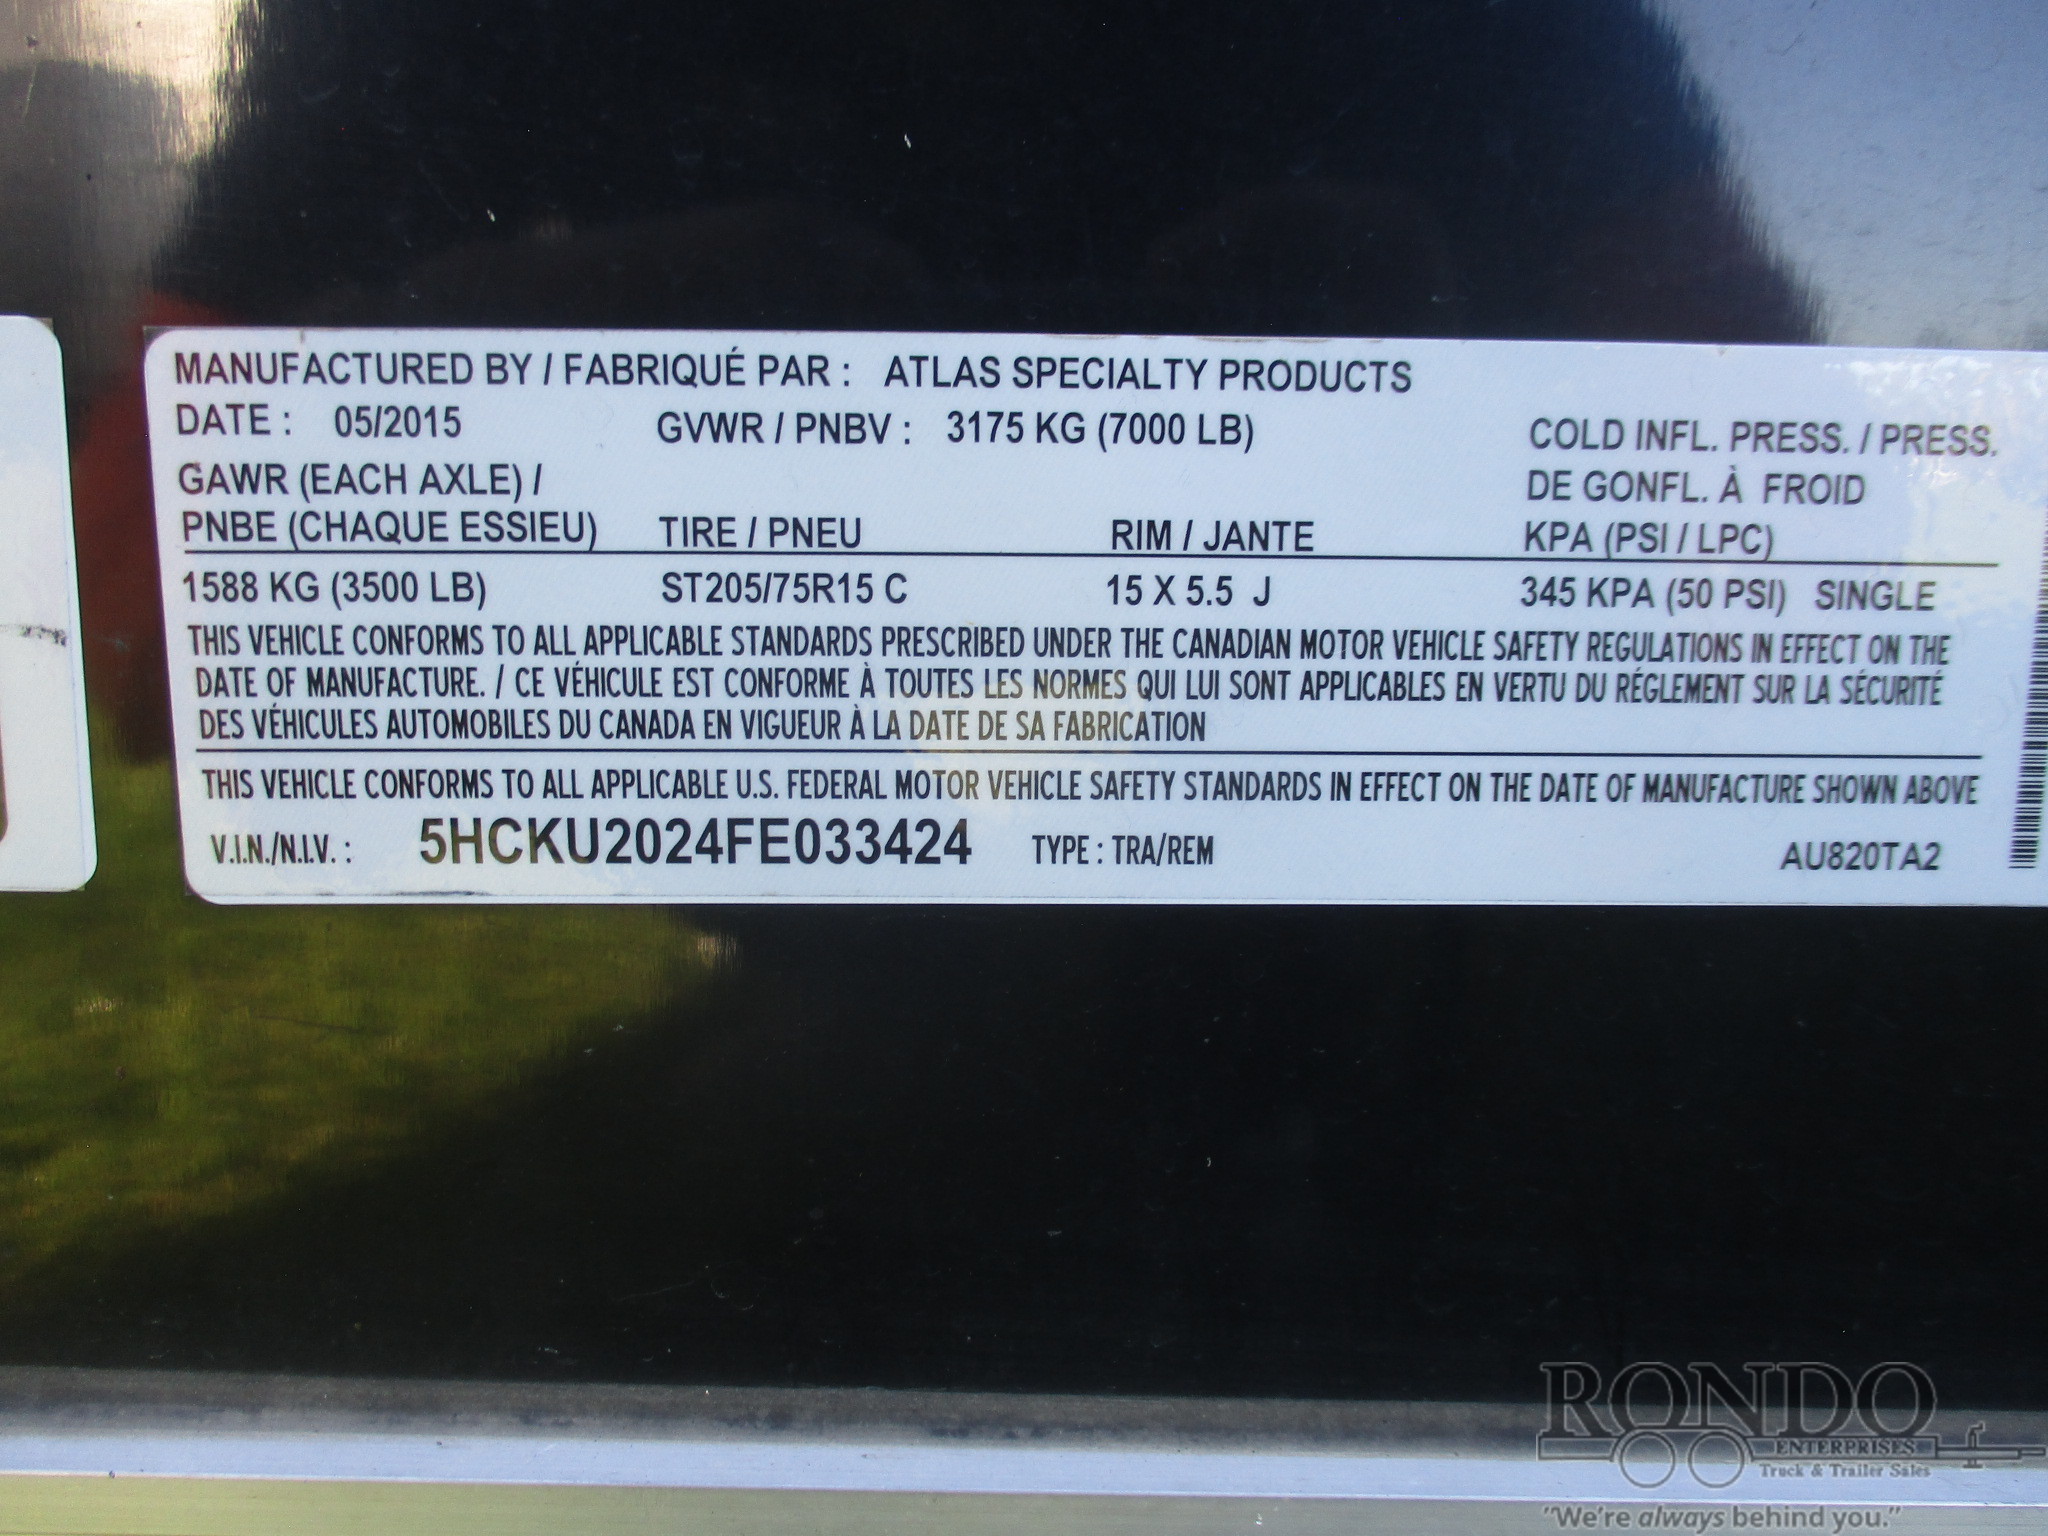 MANUFACTURED BY / FABRIQUÉ PAR : ATLAS SPECIALTY PRODUCTS
DATE : 05/2015 GVWR / PNBV : 3175 KG (7000 LB)
COLD INFL. PRESS. / PRESS.
GAWR (EACH AXLE) /
DE GONFL. À FROID
PNBE (CHAQUE ESSIEU) TIRE / PNEU RIM / JANTE KPA (PSI / LPC)
1588 KG (3500 LB) ST205/75R15 C 15 X 5.5 J 345 KPA (50 PSI) SINGLE
THIS VEHICLE CONFORMS TO ALL APPLICABLE STANDARDS PRESCRIBED UNDER THE CANADIAN MOTOR VEHICLE SAFETY REGULATIONS IN EFFECT ON THE
DATE OF MANUFACTURE. / CE VÉHICULE EST CONFORME À TOUTES LES NORMES QUI LUI SONT APPLICABLES EN VERTU DU RÉGLEMENT SUR LA SÉCURITÉ
DES VÉHICULES AUTOMOBILES DU CANADA EN VIGUEUR À LA DATE DE SA FABRICATION
THIS VEHICLE CONFORMS TO ALL APPLICABLE U.S. FEDERAL MOTOR VEHICLE SAFETY STANDARDS IN EFFECT ON THE DATE OF MANUFACTURE SHOWN ABOVE
V.I.N./N.I.V. : 5HCKU2024FE033424 TYPE : TRA/REM AU820TA2
RONDO
ENTERPRISES
Truck & Trailer Sales
"We're always behind you."